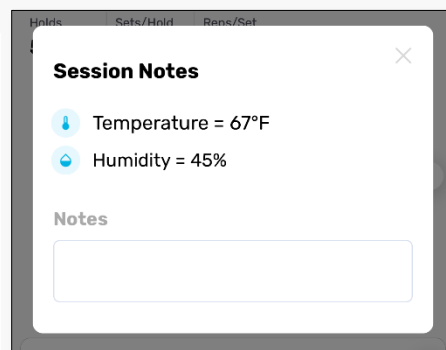 Holds Sets/Hold Reps/Set
Session Notes
Temperature = 67°F
Humidity = 45%
Notes